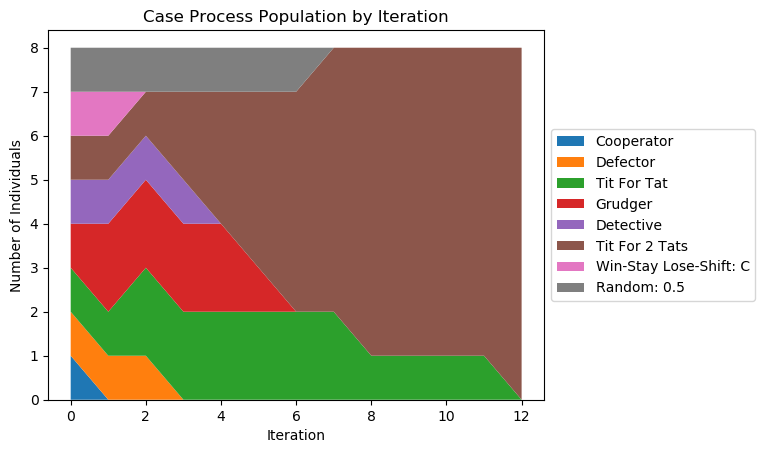 Case Process Population by Iteration
Number of Individuals
8
7
6
5
4
3
2
1
0
0 2 4 6 8 10 12
Iteration
Cooperator
Defector
Tit For Tat
Grudger
Detective
Tit For 2 Tats
Win-Stay Lose-Shift: C
Random: 0.5